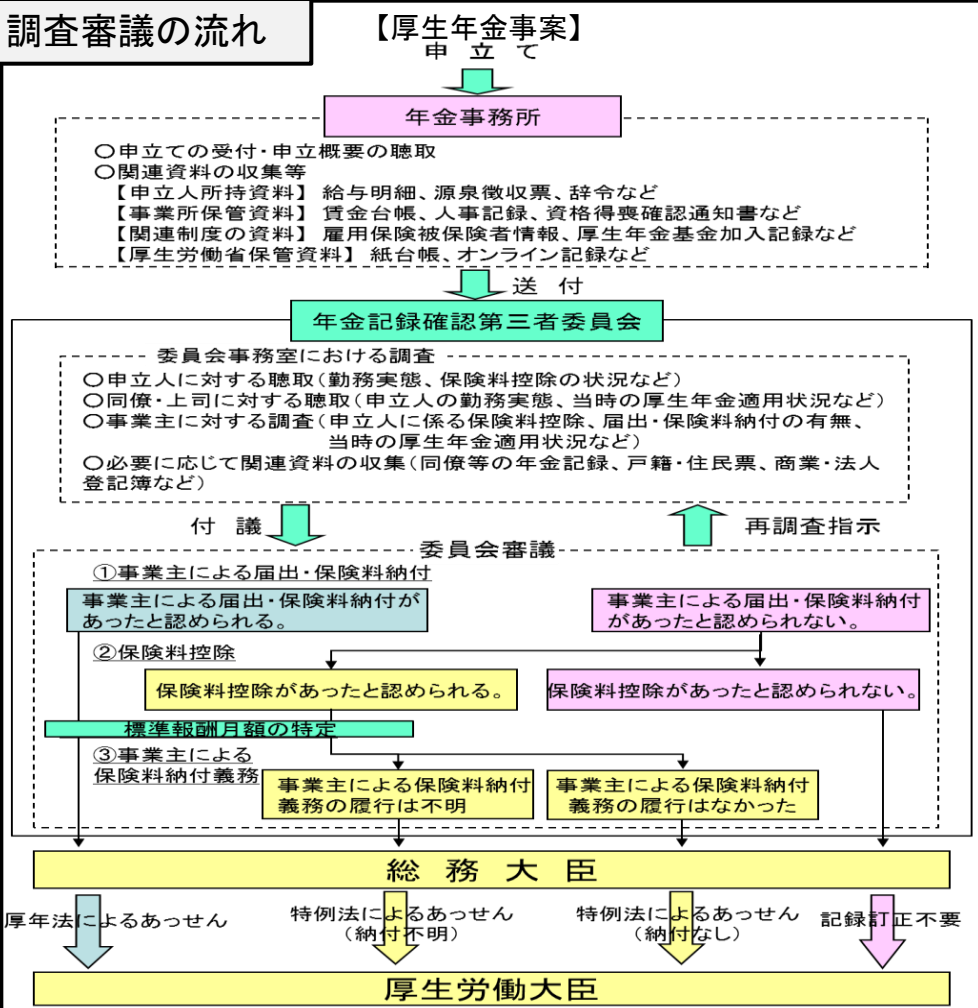 調査審議の流れ
【厚生年金事案】
申 立 て
年金事務所
○申立ての受付・申立概要の聴取
○関連資料の収集等
【申立人所持資料】 給与明細、源泉徴収票、辞令など
【事業所保管資料】 賃金台帳、人事記録、資格得喪確認通知書など
【関連制度の資料】 雇用保険被保険者情報、厚生年金基金加入記録など
【厚生労働省保管資料】 紙台帳、オンライン記録など
送 付
年金記録確認第三者委員会
委員会事務室における調査
○申立人に対する聴取(勤務実態、保険料控除の状況など)
○同僚・上司に対する聴取(申立人の勤務実態、当時の厚生年金適用状況など)
○事業主に対する調査(申立人に係る保険料控除、届出・保険料納付の有無、
当時の厚生年金適用状況など)
○必要に応じて関連資料の収集(同僚等の年金記録、戸籍・住民票、商業・法人
登記簿など)
付 議
再調査指示
委員会審議
①事業主による届出・保険料納付
事業主による届出・保険料納付が
あったと認められる。
事業主による届出・保険料納付
があったと認められない。
②保険料控除
保険料控除があったと認められる。
保険料控除があったと認められない。
標準報酬月額の特定
③事業主による
保険料納付義務
事業主による保険料納付
義務の履行は不明
事業主による保険料納付
義務の履行はなかった
総 務 大 臣
厚年法によるあっせん
特例法によるあっせん
(納付不明)
特例法によるあっせん
(納付なし)
記録訂正不要
厚生労働大臣